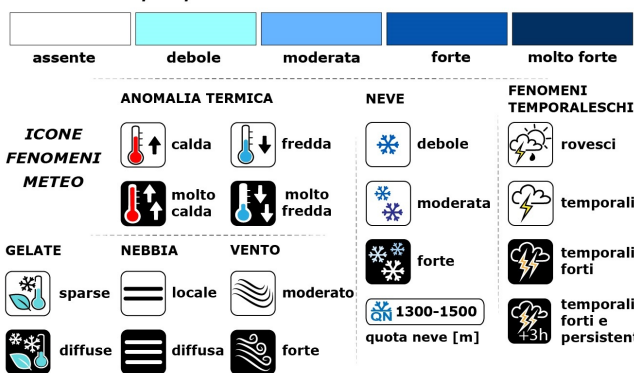 assente
debole
moderata
forte
molto forte
ICONE
FENOMENI
METEO
ANOMALIA TERMICA
calda
fredda
molto
calda
molto
fredda
NEVE
debole
moderata
forte
QN 1300-1500
quota neve [m]
FENOMENI
TEMPORALESCHI
rovesci
temporali
temporali
forti
+3h
temporali
forti e
persistent
GELATE
sparse
diffuse
NEBBIA
locale
diffusa
VENTO
moderato
forte